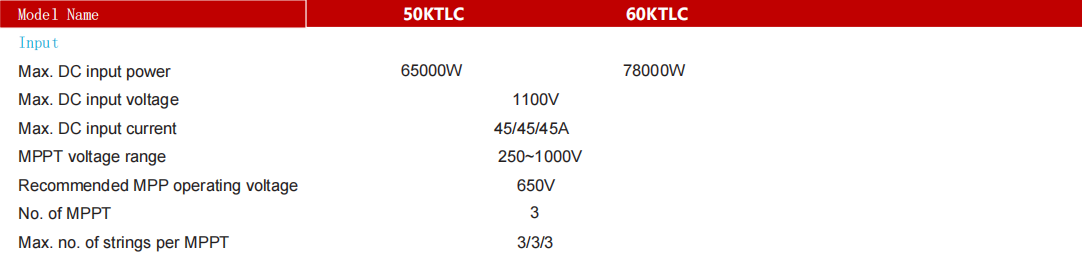 Model Name 50KTLC 60KTLC
Input
Max. DC input power 65000W 78000W
Max. DC input voltage 1100V
Max. DC input current 45/45/45A
MPPT voltage range 250~1000V
Recommended MPP operating voltage 650V
No. of MPPT 3
Max. no. of strings per MPPT 3/3/3